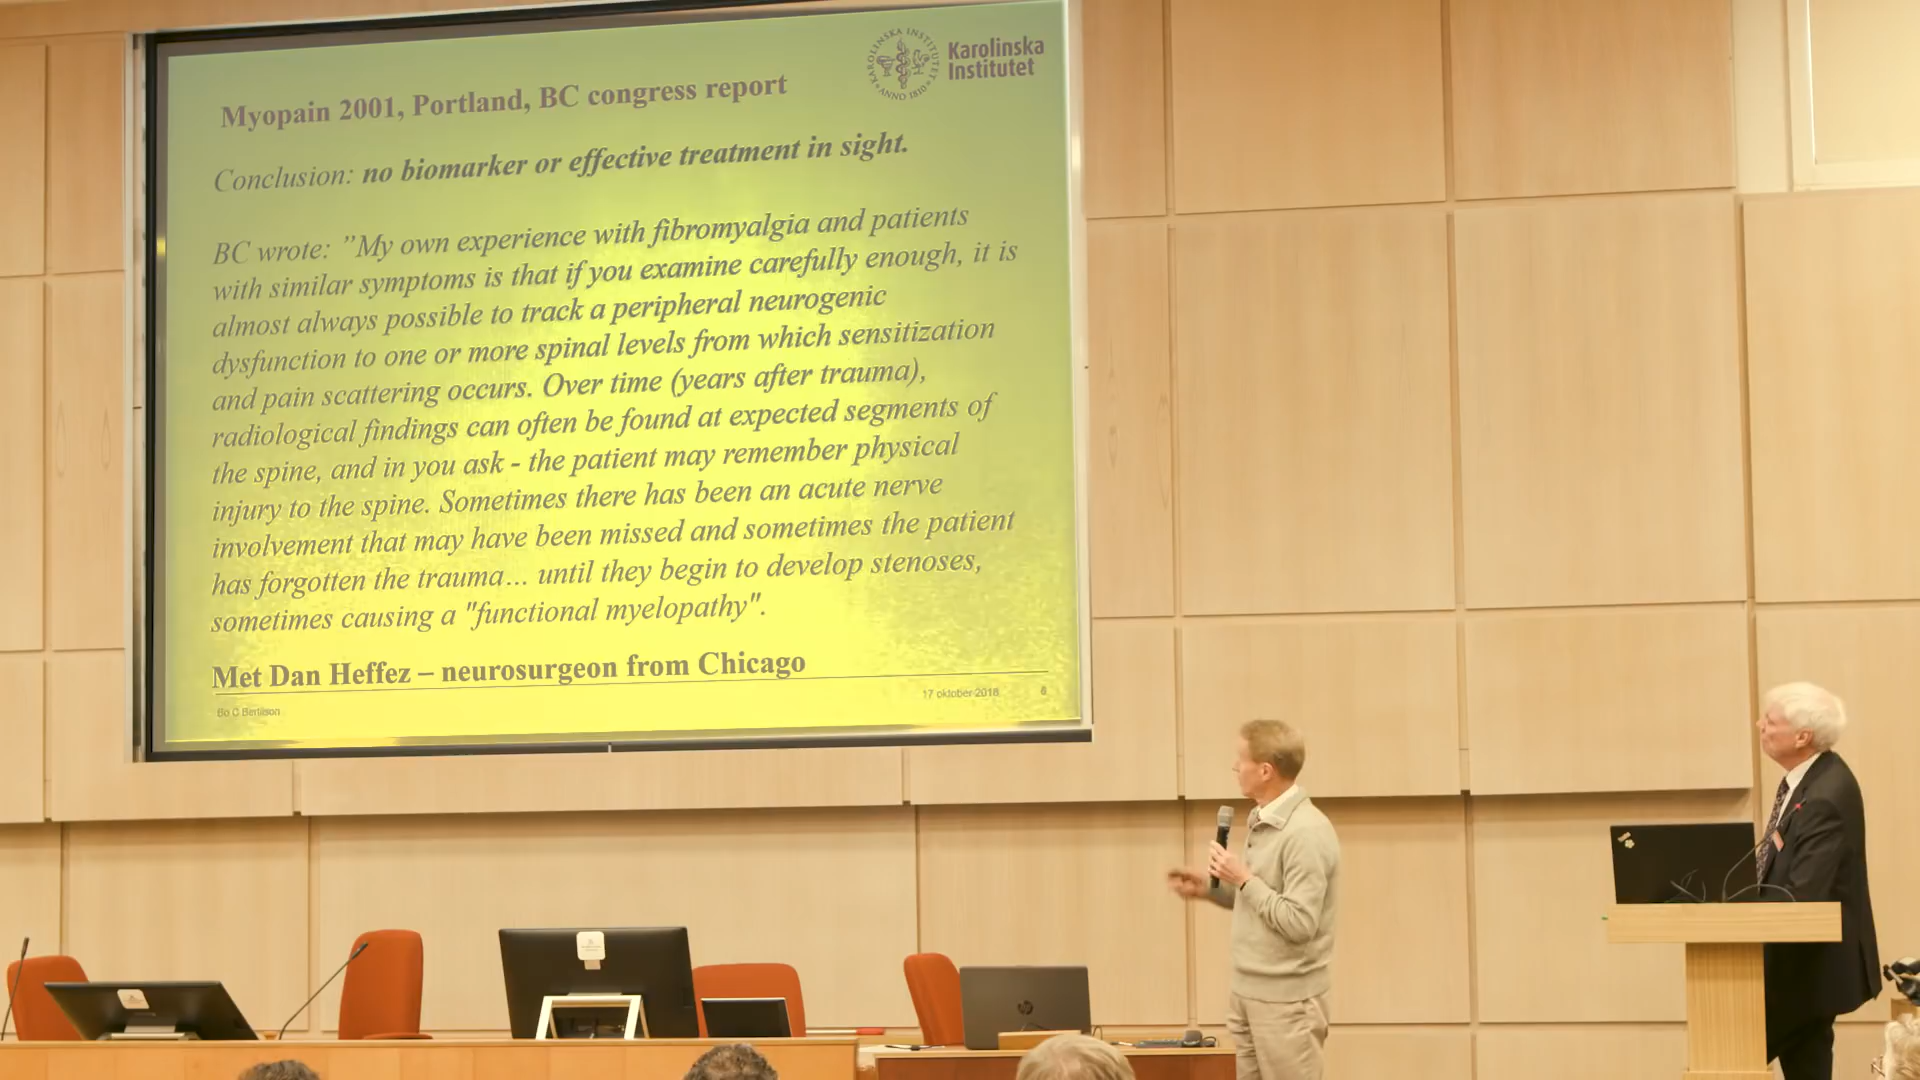 KAROLINSKA INSTITUTET
ANNO 1810
Karolinska
Institutet
Myopain 2001, Portland, BC congress report
Conclusion: no biomarker or effective treatment in sight.
BC wrote: ”My own experience with fibromyalgia and patients
with similar symptoms is that if you examine carefully enough, it is
almost always possible to track a peripheral neurogenic
dysfunction to one or more spinal levels from which sensitization
and pain scattering occurs. Over time (years after trauma),
radiological findings can often be found at expected segments of
the spine, and in you ask - the patient may remember physical
injury to the spine. Sometimes there has been an acute nerve
involvement that may have been missed and sometimes the patient
has forgotten the trauma... until they begin to develop stenoses,
sometimes causing a "functional myelopathy".
Met Dan Heffez – neurosurgeon from Chicago
Bo C Bertilson
17 oktober 2018
6
hp